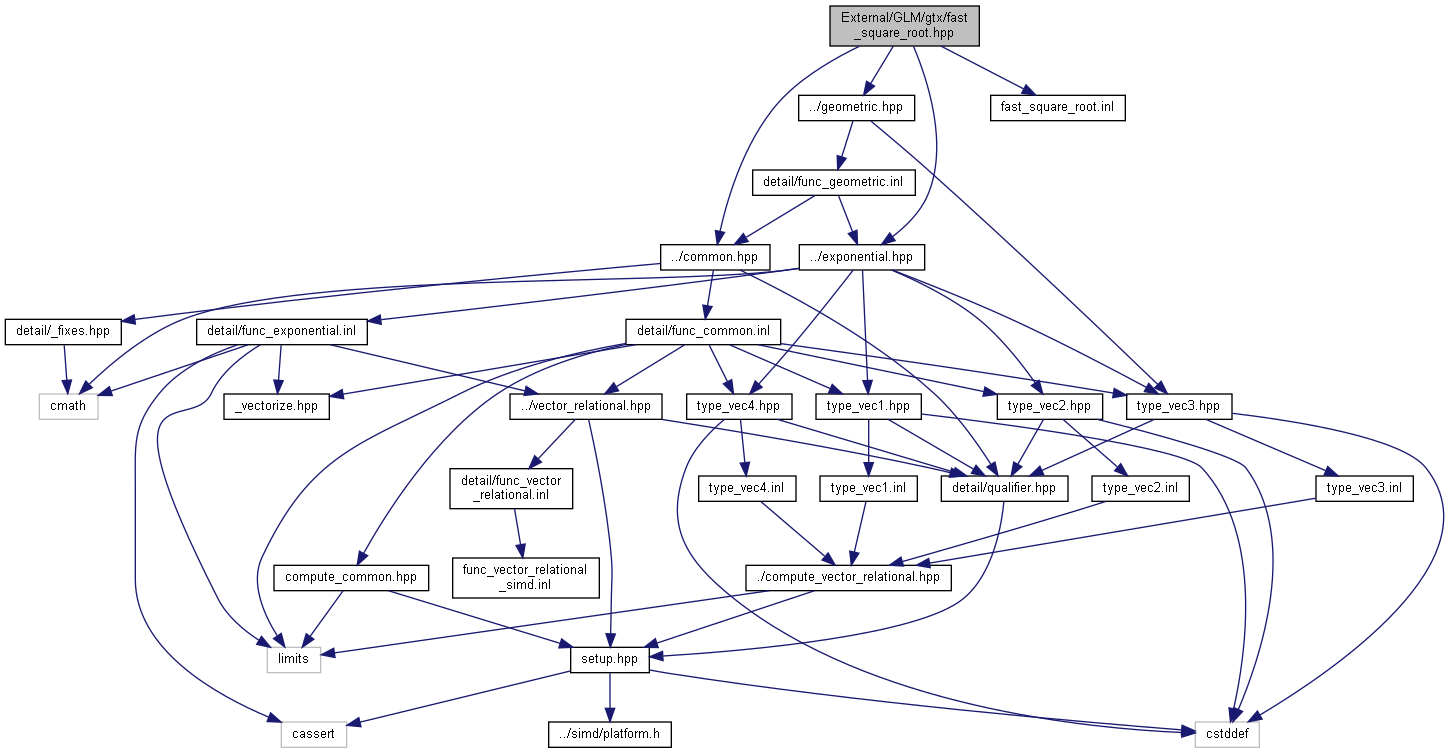 External/GLM/gtx/fast
_square_root.hpp
../geometric.hpp
fast_square_root.inl
detail/func_geometric.inl
../common.hpp
../exponential.hpp
detail/_fixes.hpp
detail/func_exponential.inl
detail/func_common.inl
cmath
_vectorize.hpp
../vector_relational.hpp
type_vec4.hpp
type_vec1.hpp
type_vec2.hpp
type_vec3.hpp
detail/func_vector
_relational.inl
type_vec4.inl
type_vec1.inl
detail/qualifier.hpp
type_vec2.inl
type_vec3.inl
compute_common.hpp
func_vector_relational
_simd.inl
./compute_vector_relational.hpp
limits
setup.hpp
cassert
../simd/platform.h
cstddef